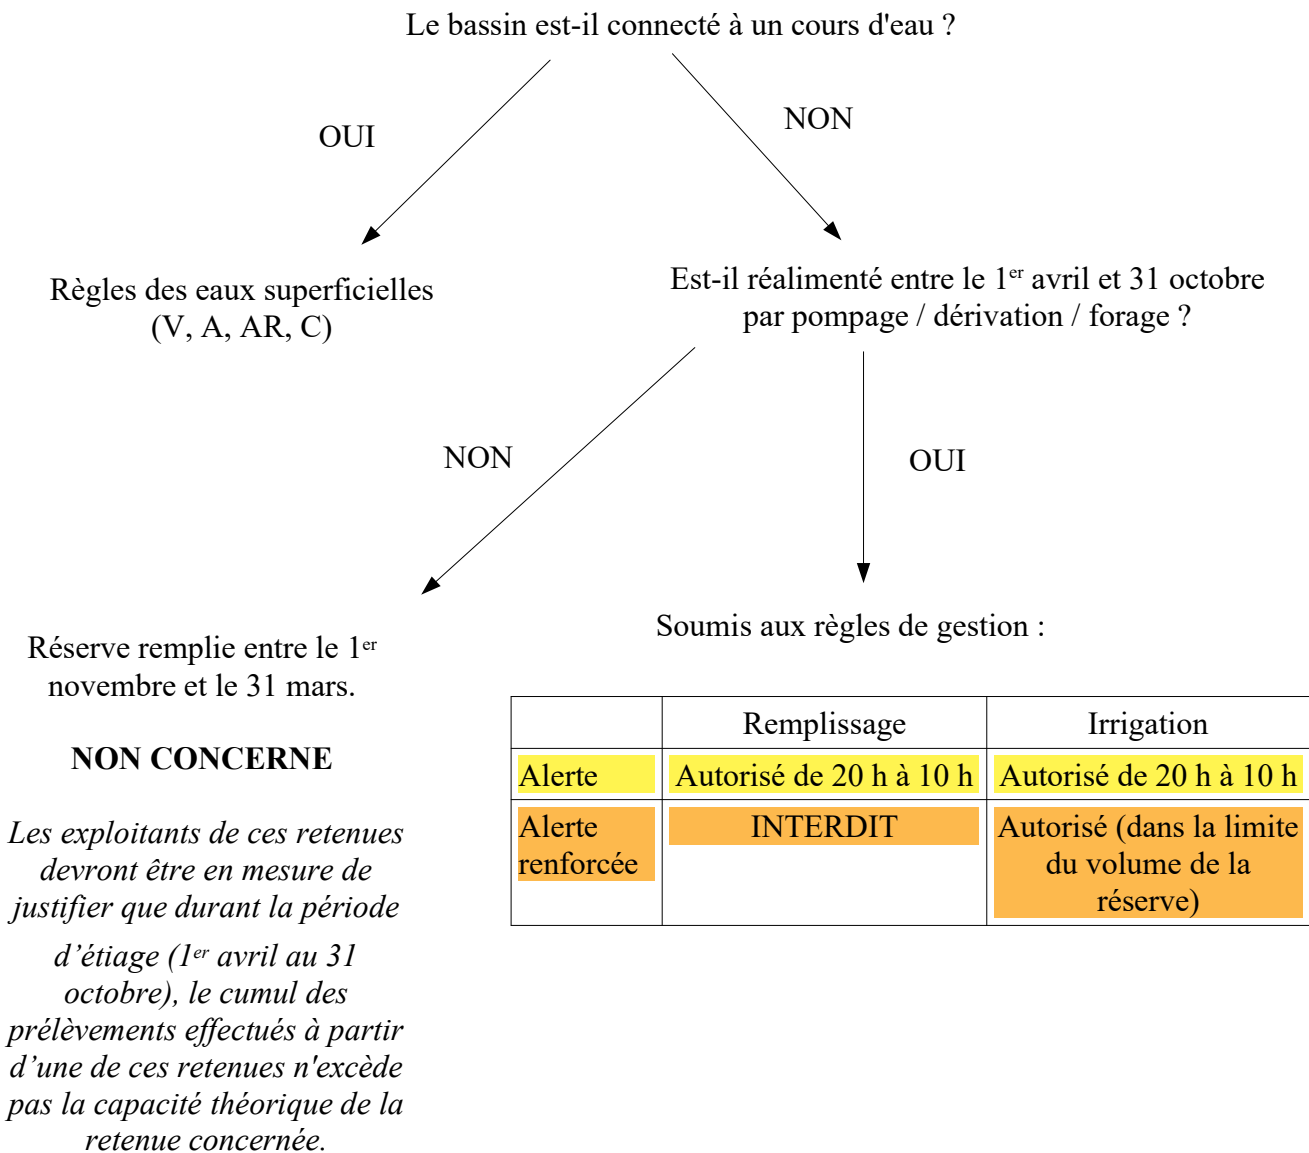 Le bassin est-il connecté à un cours d'eau ?
OUI
NON
Règles des eaux superficielles
(V, A, AR, C)
Est-il réalimenté entre le 1er avril et 31 octobre
par pompage / dérivation / forage ?
NON
OUI
Réserve remplie entre le 1er
novembre et le 31 mars.
NON CONCERNE
Les exploitants de ces retenues
devront être en mesure de
justifier que durant la période
d’étiage (1er avril au 31
octobre), le cumul des
prélèvements effectués à partir
d’une de ces retenues n'excède
pas la capacité théorique de la
retenue concernée.
Soumis aux règles de gestion :
Remplissage
Irrigation
Alerte
Autorisé de 20 h à 10 h
Autorisé de 20 h à 10 h
Alerte
renforcée
INTERDIT
Autorisé (dans la limite
du volume de la
réserve)